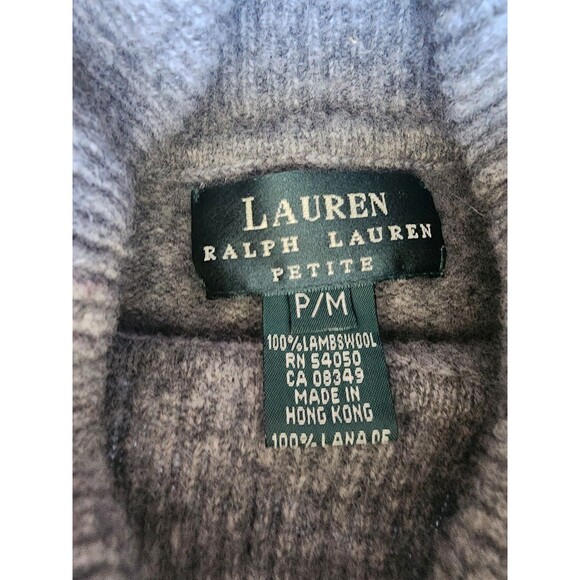 LAUREN
RALPH LAUREN
PETITE
P/M
100%LAMBSWOOL
RN 54050
CA 08349
MADE IN
HONG KONG
100% LANA DE